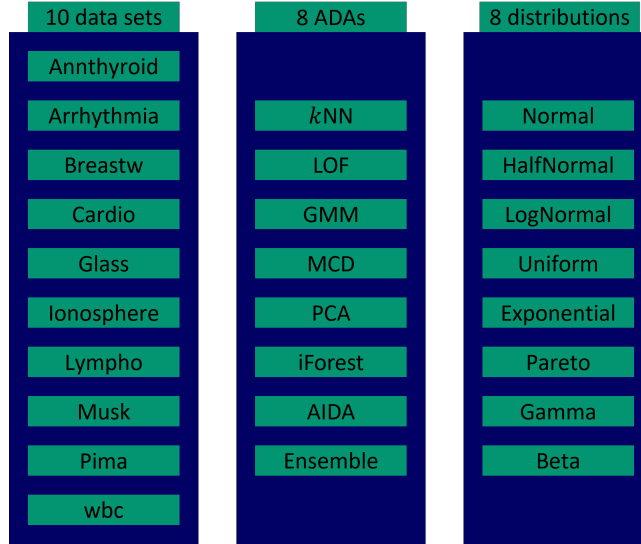 10 data sets
Annthyroid
Arrhythmia
Breastw
Cardio
Glass
Ionosphere
Lympho
Musk
Pima
wbc
8 ADAs
kNN
LOF
GMM
MCD
PCA
iForest
AIDA
Ensemble
8 distributions
Normal
HalfNormal
LogNormal
Uniform
Exponential
Pareto
Gamma
Beta